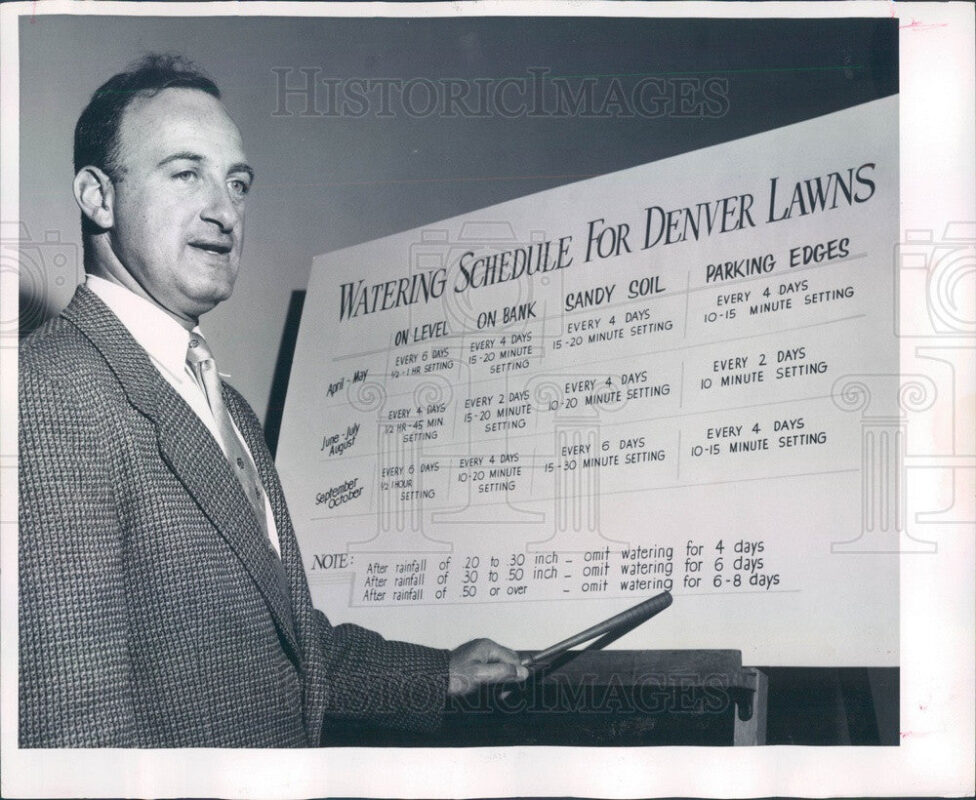 HISTORICIMAGES
WATERING SCHEDULE FOR DENVER LAWNS
ON LEVEL ON BANK SANDY SOIL PARKING EDGES
April - May
EVERY 6 DAYS
1/2 - 1 HR SETTING
EVERY 4 DAYS
15-20 MINUTE
SETTING
EVERY 4 DAYS
15-20 MINUTE SETTING
EVERY 4 DAYS
10-15 MINUTE SETTING
June-July
August
EVERY 4 DAYS
1/2 HR-45 MIN
SETTING
EVERY 2 DAYS
15-20 MINUTE
SETTING
EVERY 4 DAYS
10-20 MINUTE SETTING
EVERY 2 DAYS
10 MINUTE SETTING
September
October
EVERY 6 DAYS
1/2 HOUR
SETTING
EVERY 4 DAYS
10-20 MINUTE
SETTING
EVERY 6 DAYS
15-30 MINUTE SETTING
EVERY 4 DAYS
10-15 MINUTE SETTING
NOTE: After rainfall of .20 to .30 inch - omit watering for 4 days
After rainfall of .30 to .50 inch - omit watering for 6 days
After rainfall of .50 or over - omit watering for 6-8 days
HISTORICIMAGES